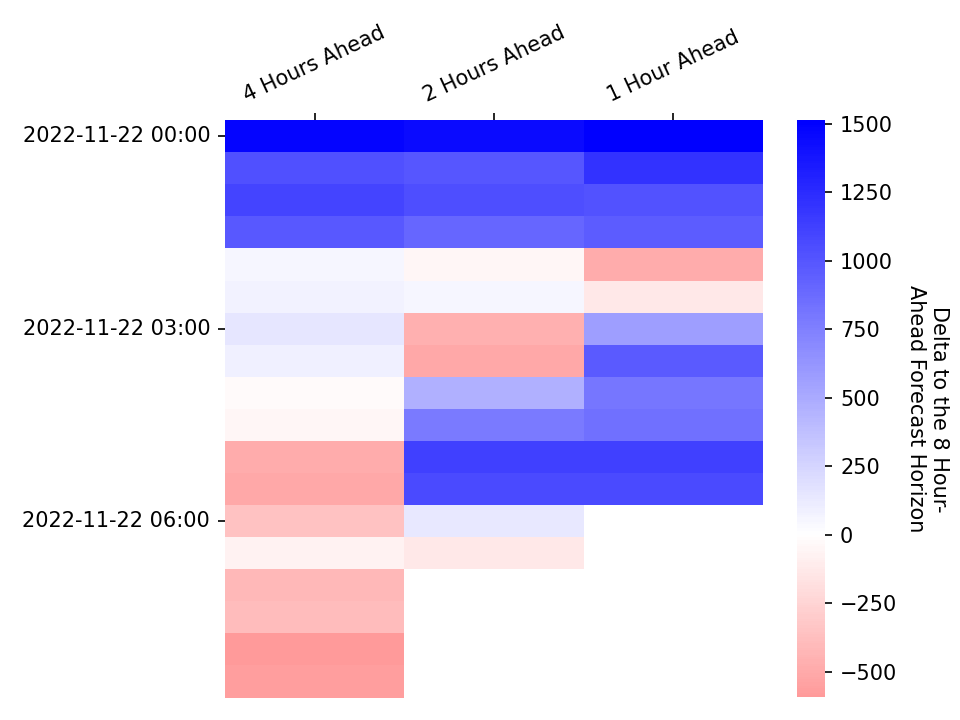 4 Hours Ahead
2 Hours Ahead
1 Hour Ahead
2022-11-22 00:00
2022-11-22 03:00
2022-11-22 06:00
1500
1250
1000
750
500
250
0
−250
−500
Delta to the 8 Hour-
Ahead Forecast Horizon